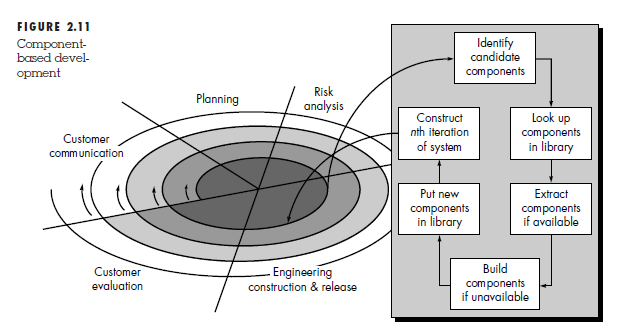 FIGURE 2.11
Component-
based devel-
opment
Planning
Risk
analysis
Customer
communication
Customer
evaluation
Engineering
construction & release
Identify
candidate
components
Look up
components
in library
Extract
components
if available
Build
components
if unavailable
Put new
components
in library
Construct
nth iteration
of system